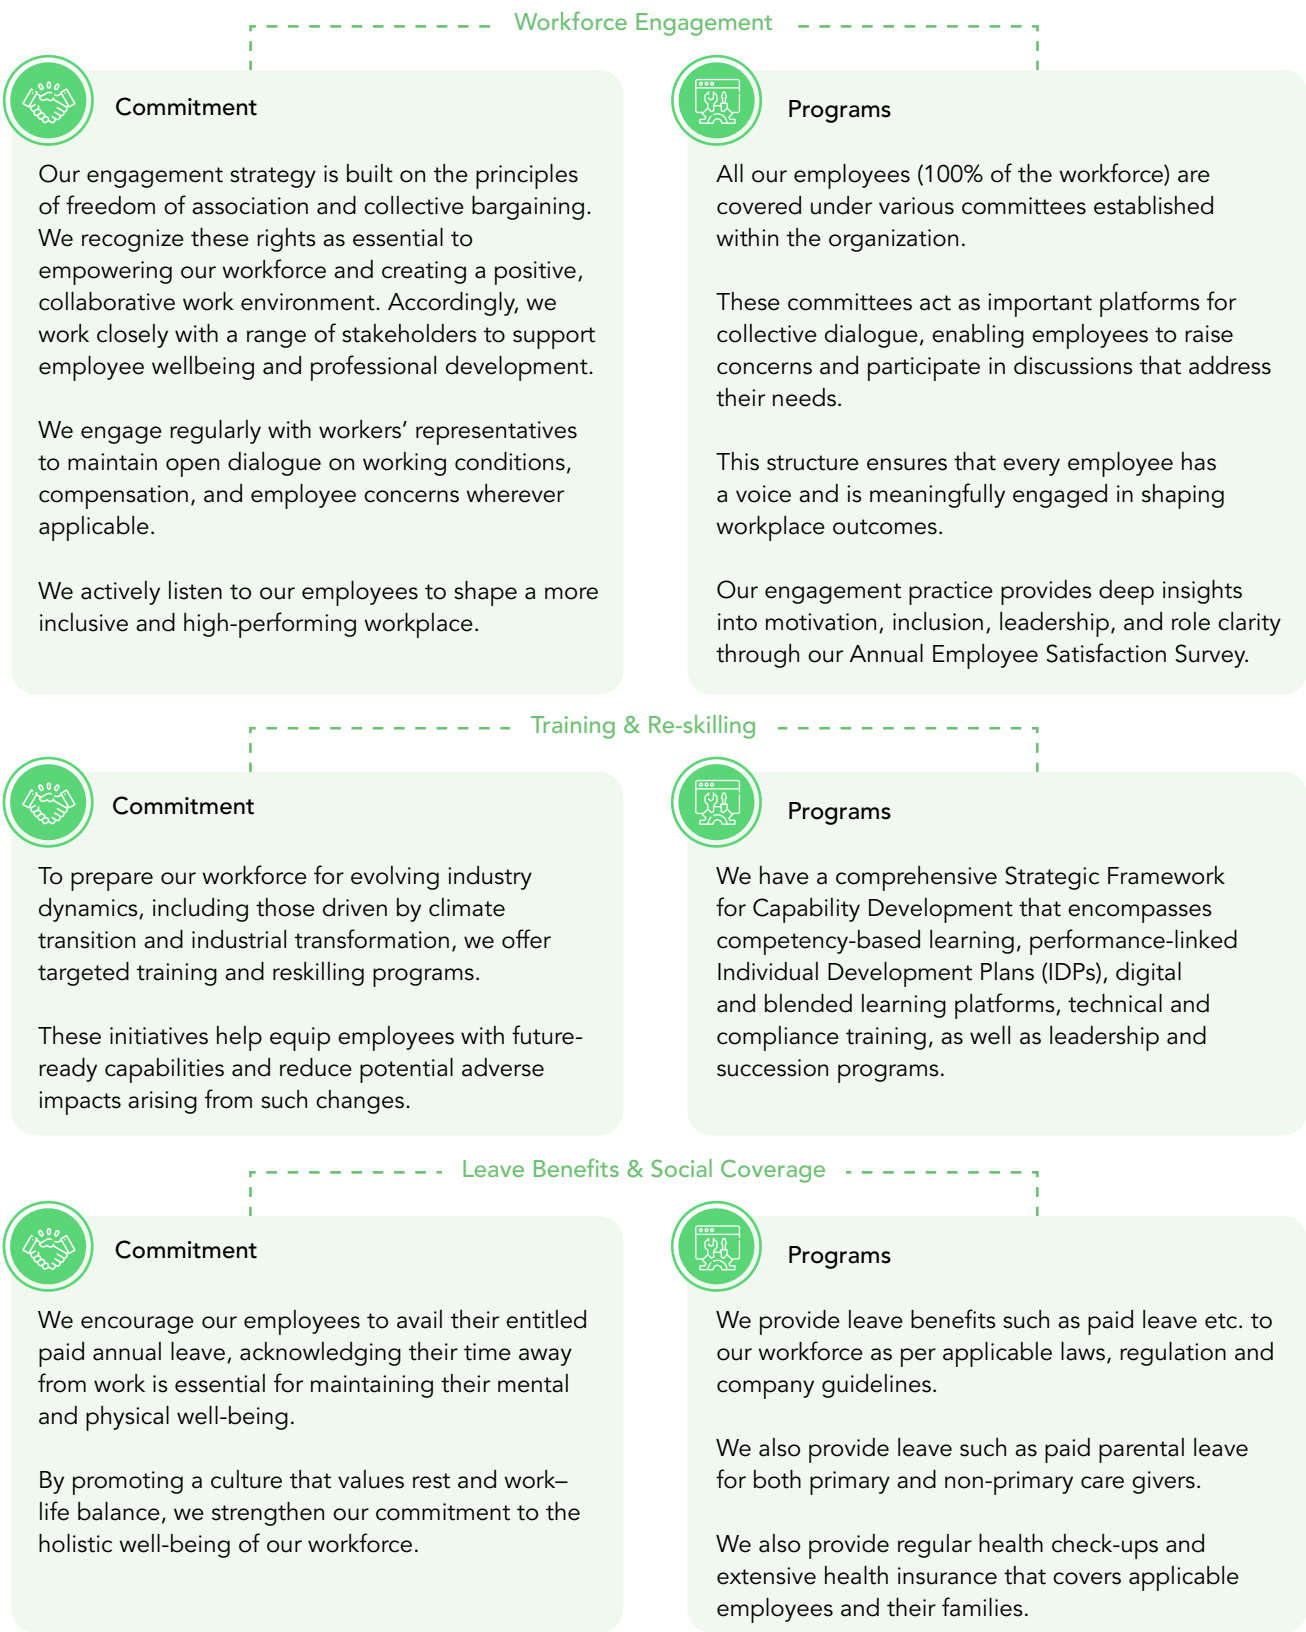 Workforce Engagement
Commitment
Our engagement strategy is built on the principles
of freedom of association and collective bargaining.
We recognize these rights as essential to
empowering our workforce and creating a positive,
collaborative work environment. Accordingly, we
work closely with a range of stakeholders to support
employee wellbeing and professional development.
We engage regularly with workers’ representatives
to maintain open dialogue on working conditions,
compensation, and employee concerns wherever
applicable.
We actively listen to our employees to shape a more
inclusive and high-performing workplace.
Programs
All our employees (100% of the workforce) are
covered under various committees established
within the organization.
These committees act as important platforms for
collective dialogue, enabling employees to raise
concerns and participate in discussions that address
their needs.
This structure ensures that every employee has
a voice and is meaningfully engaged in shaping
workplace outcomes.
Our engagement practice provides deep insights
into motivation, inclusion, leadership, and role clarity
through our Annual Employee Satisfaction Survey.
Training & Re-skilling
Commitment
To prepare our workforce for evolving industry
dynamics, including those driven by climate
transition and industrial transformation, we offer
targeted training and reskilling programs.
These initiatives help equip employees with future-
ready capabilities and reduce potential adverse
impacts arising from such changes.
Programs
We have a comprehensive Strategic Framework
for Capability Development that encompasses
competency-based learning, performance-linked
Individual Development Plans (IDPs), digital
and blended learning platforms, technical and
compliance training, as well as leadership and
succession programs.
Leave Benefits & Social Coverage
Commitment
We encourage our employees to avail their entitled
paid annual leave, acknowledging their time away
from work is essential for maintaining their mental
and physical well-being.
By promoting a culture that values rest and work–
life balance, we strengthen our commitment to the
holistic well-being of our workforce.
Programs
We provide leave benefits such as paid leave etc. to
our workforce as per applicable laws, regulation and
company guidelines.
We also provide leave such as paid parental leave
for both primary and non-primary care givers.
We also provide regular health check-ups and
extensive health insurance that covers applicable
employees and their families.